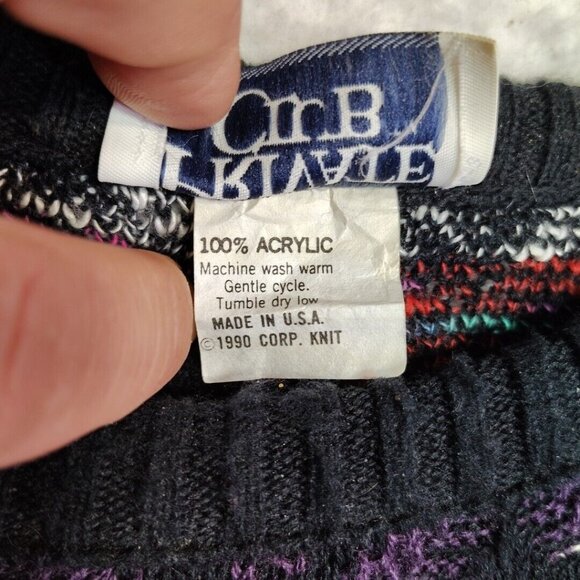 PRIVATE
CLUB
100% ACRYLIC
Machine wash warm
Gentle cycle.
Tumble dry low
MADE IN U.S.A.
©1990 CORP. KNIT